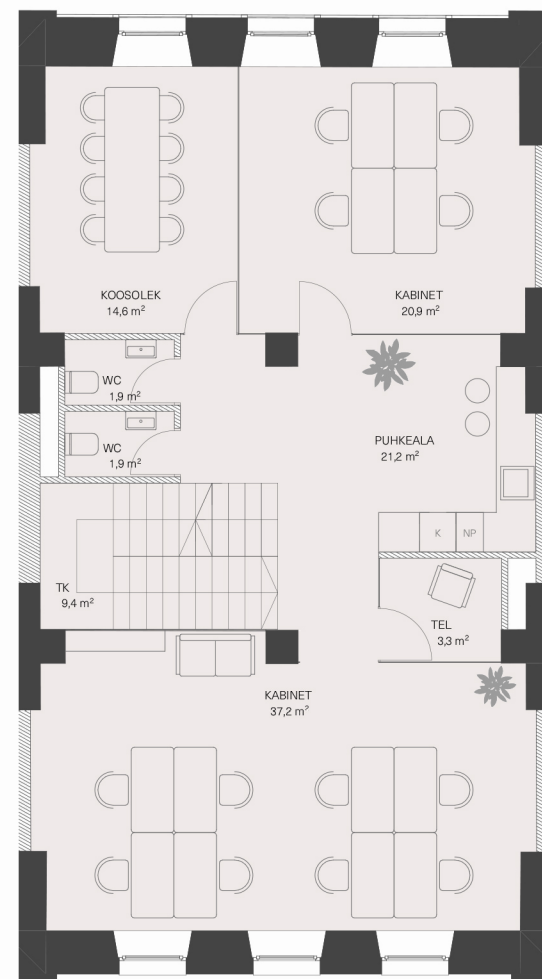 KOOSOLEK
14,6 m²
KABINET
20,9 m²
WC
1,9 m²
WC
1,9 m²
PUHKEALA
21,2 m²
K
NP
TK
9,4 m²
TEL
3,3 m²
KABINET
37,2 m²